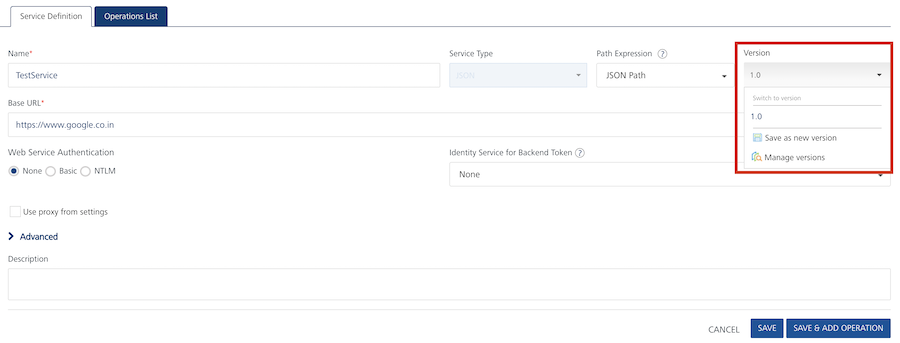 Service Definition
Operations List
Name*
Service Type
Path Expression ?
Version
TestService
JSON
JSON Path
1.0
Switch to version
1.0
Save as new version
Manage versions
Base URL*
https://www.google.co.in
Web Service Authentication
Identity Service for Backend Token ?
None Basic NTLM
None
Use proxy from settings
Advanced
Description
CANCEL
SAVE
SAVE & ADD OPERATION